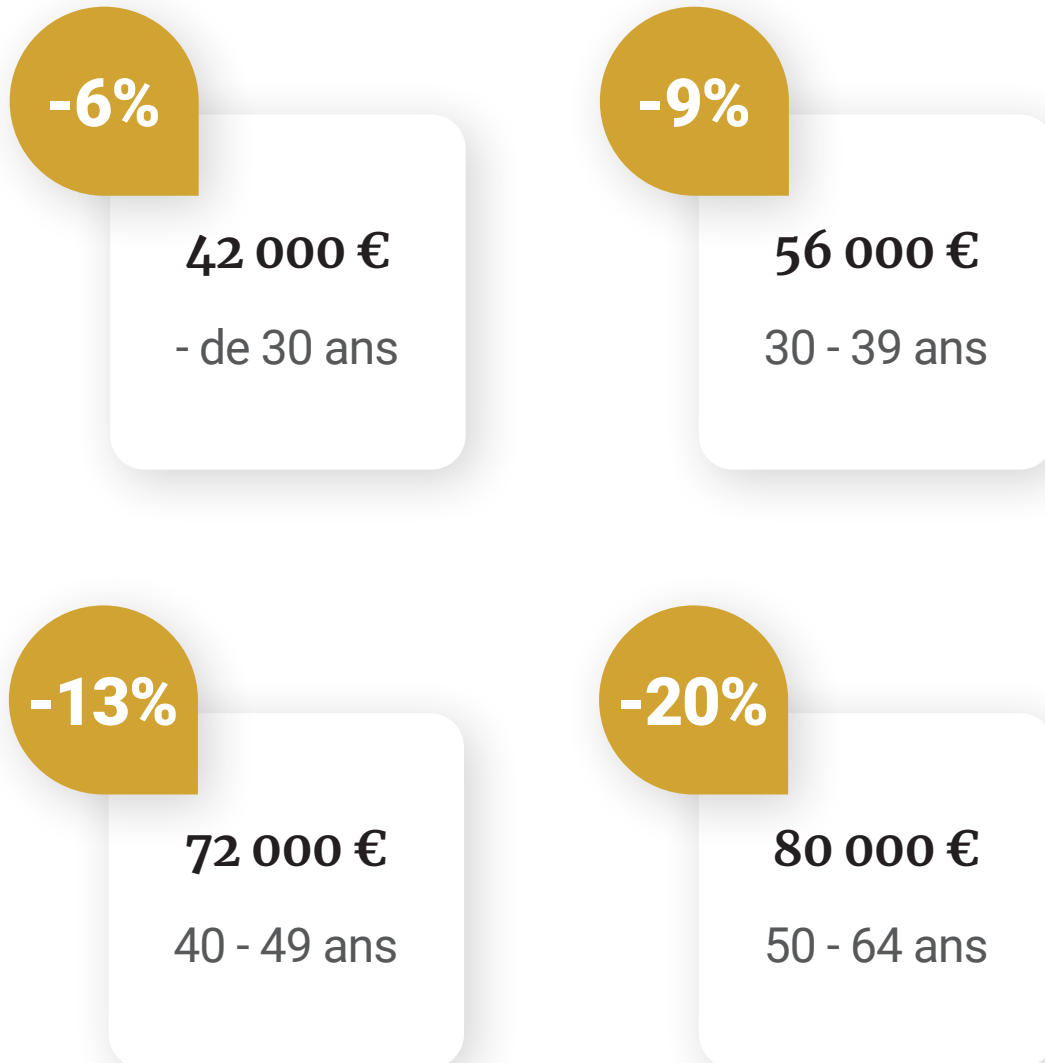 -6%
42 000 €
- de 30 ans
-9%
56 000 €
30 - 39 ans
-13%
72 000 €
40 - 49 ans
-20%
80 000 €
50 - 64 ans